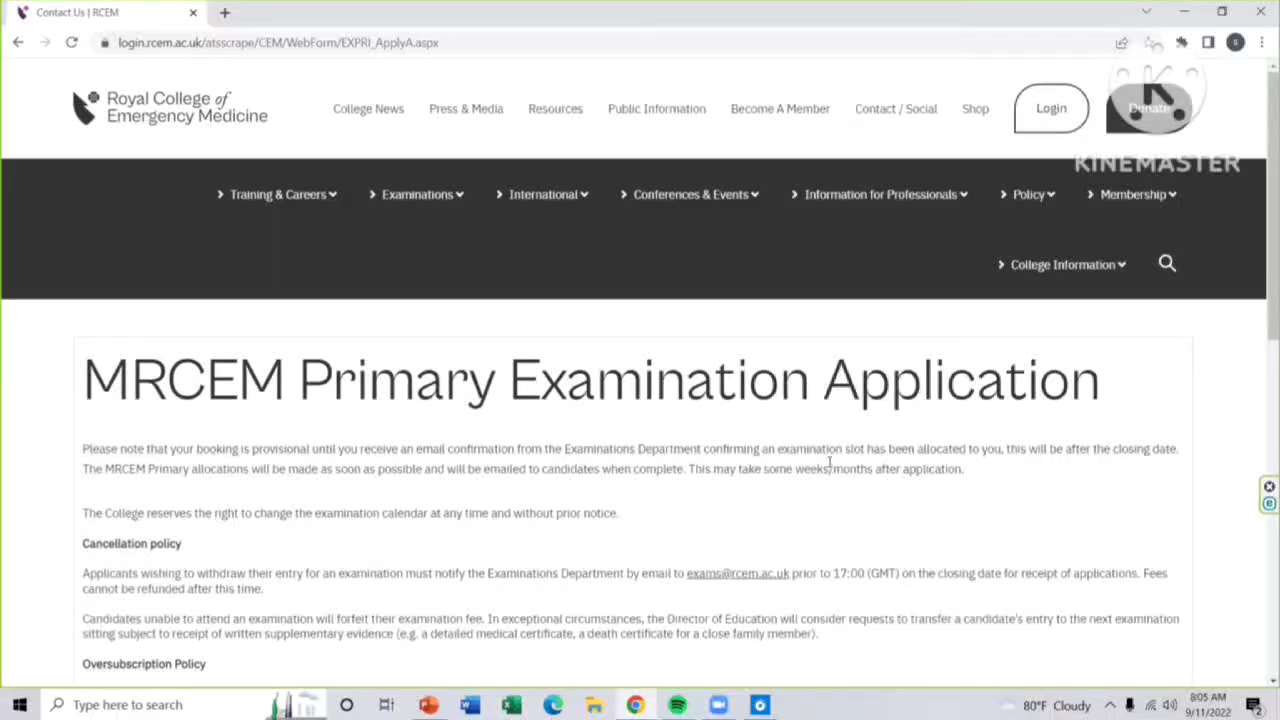 Contact Us | RCEM
login.rcem.ac.uk/atsscrape/CEM/WebForm/EXPRI_ApplyA.aspx
S
Royal College of
Emergency Medicine
College News
Press & Media
Resources
Public Information
Become A Member
Contact / Social
Shop
Login
Donate
K
KINEMASTER
Training & Careers
Examinations
International
Conferences & Events
Information for Professionals
Policy
Membership
College Information
MRCEM Primary Examination Application
Please note that your booking is provisional until you receive an email confirmation from the Examinations Department confirming an examination slot has been allocated to you, this will be after the closing date.
The MRCEM Primary allocations will be made as soon as possible and will be emailed to candidates when complete. This may take some weeks/months after application.
The College reserves the right to change the examination calendar at any time and without prior notice.
Cancellation policy
Applicants wishing to withdraw their entry for an examination must notify the Examinations Department by email to exams@rcem.ac.uk prior to 17:00 (GMT) on the closing date for receipt of applications. Fees
cannot be refunded after this time.
Candidates unable to attend an examination will forfeit their examination fee. In exceptional circumstances, the Director of Education will consider requests to transfer a candidate's entry to the next examination
sitting subject to receipt of written supplementary evidence (e.g. a detailed medical certificate, a death certificate for a close family member).
Oversubscription Policy
Type here to search
80°F Cloudy
8:05 AM
9/11/2022
2